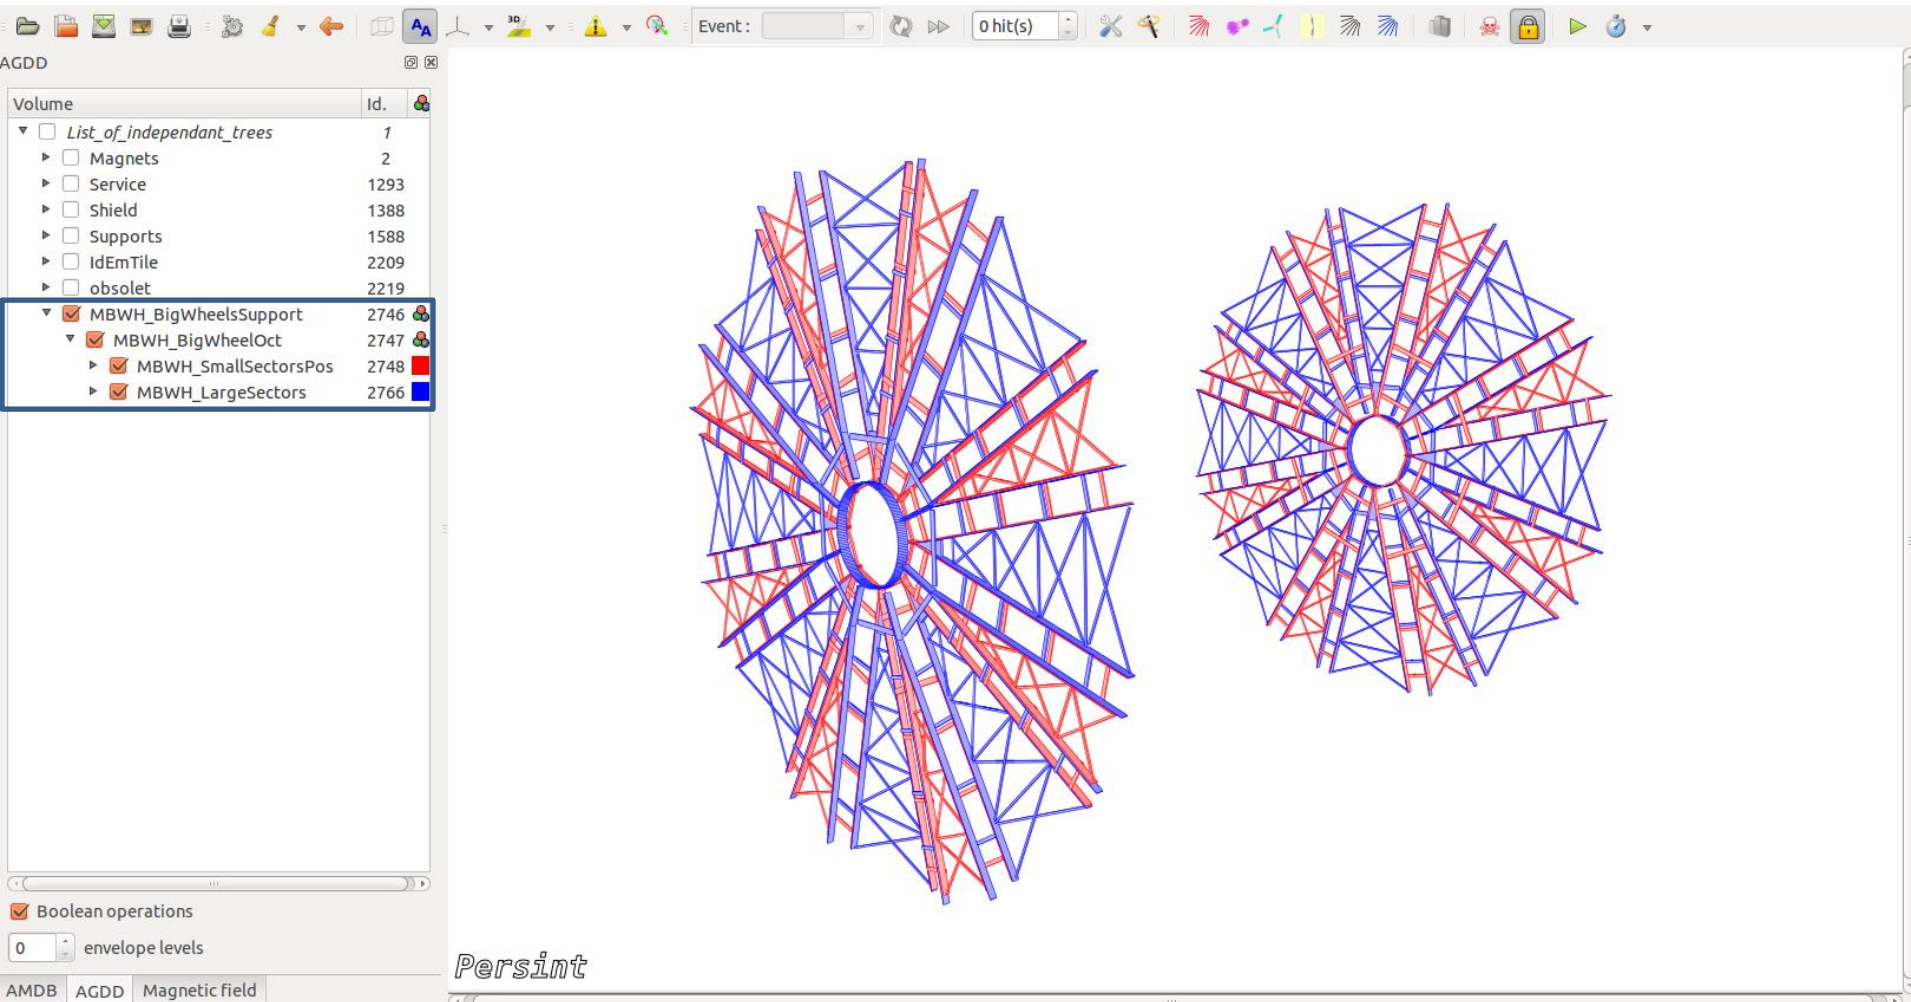 3D Event : 0 hit(s)
AGDD
Volume Id.
List_of_independant_trees 1
Magnets 2
Service 1293
Shield 1388
Supports 1588
IdEmTile 2209
obsolet 2219
MBWH_BigWheelsSupport 2746
MBWH_BigWheelOct 2747
MBWH_SmallSectorsPos 2748
MBWH_LargeSectors 2766
Boolean operations
0 envelope levels
Persint
AMDB AGDD Magnetic field